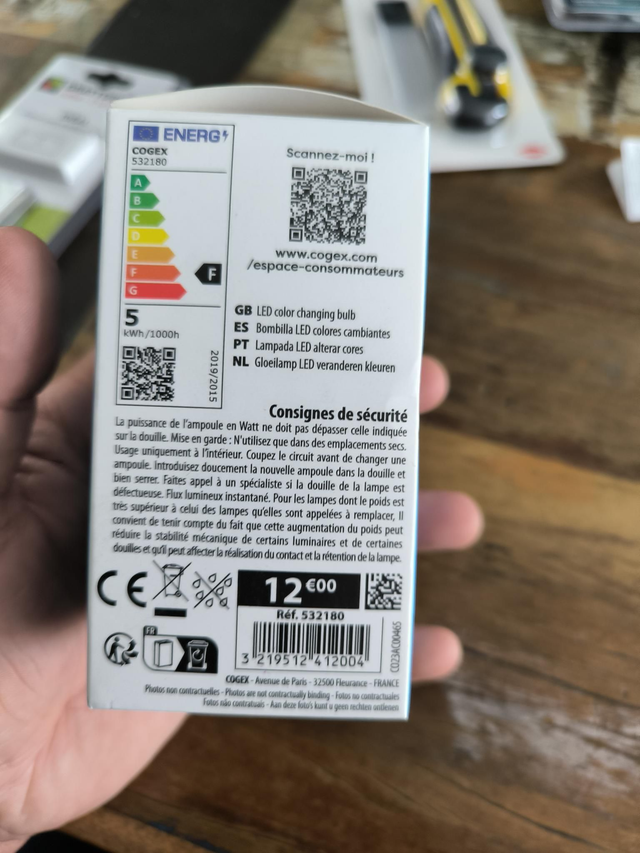 ENERG
COGEX
532180
A
B
C
D
E
F
G
F
5
kWh/1000h
2019/2015
Scannez-moi !
www.cogex.com
/espace-consommateurs
GB LED color changing bulb
ES Bombilla LED colores cambiantes
PT Lampada LED alterar cores
NL Gloeilamp LED veranderen kleuren
Consignes de sécurité
La puissance de l'ampoule en Watt ne doit pas dépasser celle indiquée
sur la douille. Mise en garde : N'utilisez que dans des emplacements secs.
Usage uniquement à l'intérieur. Coupez le circuit avant de changer une
ampoule. Introduisez doucement la nouvelle ampoule dans la douille et
bien serrer. Faites appel à un spécialiste si la douille de la lampe est
défectueuse. Flux lumineux instantané. Pour les lampes dont le poids est
très supérieur à celui des lampes qu'elles sont appelées à remplacer, Il
convient de tenir compte du fait que cette augmentation du poids peut
réduire la stabilité mécanique de certains luminaires et de certaines
douilles et qu'il peut affecter la réalisation du contact et la rétention de la lampe.
CE
12 €00
Réf. 532180
3 219512 412004
CD23AC00465
FR
COGEX - Avenue de Paris - 32500 Fleurance - FRANCE
Photos non contractuelles - Photos are not contractually binding - Fotos no contractuales
Fotos não contratuais - Aan deze foto's kunt u geen rechten ontlenen